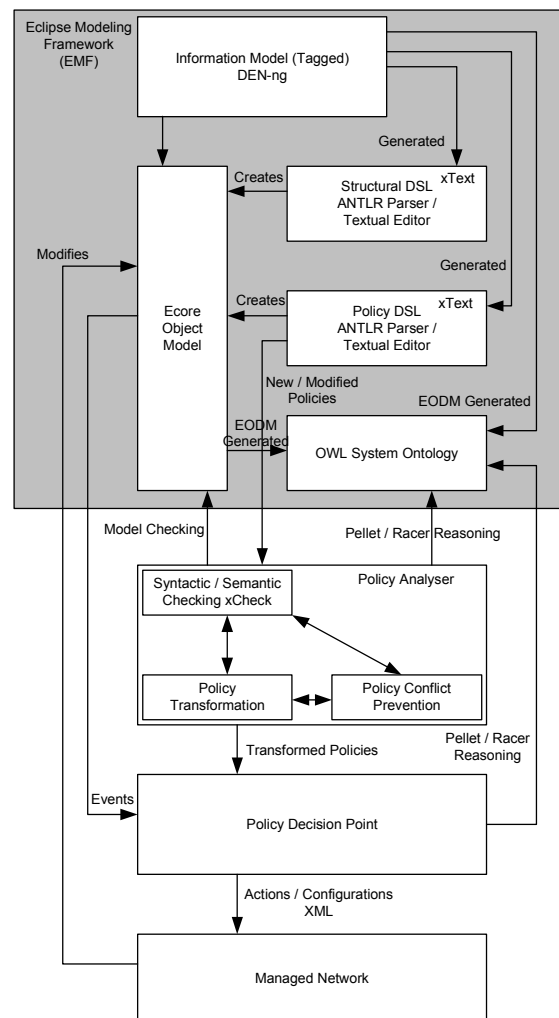 Eclipse Modeling
Framework
(EMF)
Information Model (Tagged)
DEN-ng
Generated
Creates
xText
Structural DSL
ANTLR Parser /
Textual Editor
Modifies
Generated
Ecore
Object
Model
Creates
xText
Policy DSL
ANTLR Parser /
Textual Editor
New / Modified
Policies
EODM Generated
EODM
Generated
OWL System Ontology
Model Checking
Pellet / Racer Reasoning
Policy Analyser
Syntactic / Semantic
Checking xCheck
Policy
Transformation
Policy Conflict
Prevention
Transformed Policies
Pellet / Racer
Reasoning
Events
Policy Decision Point
Actions / Configurations
XML
Managed Network